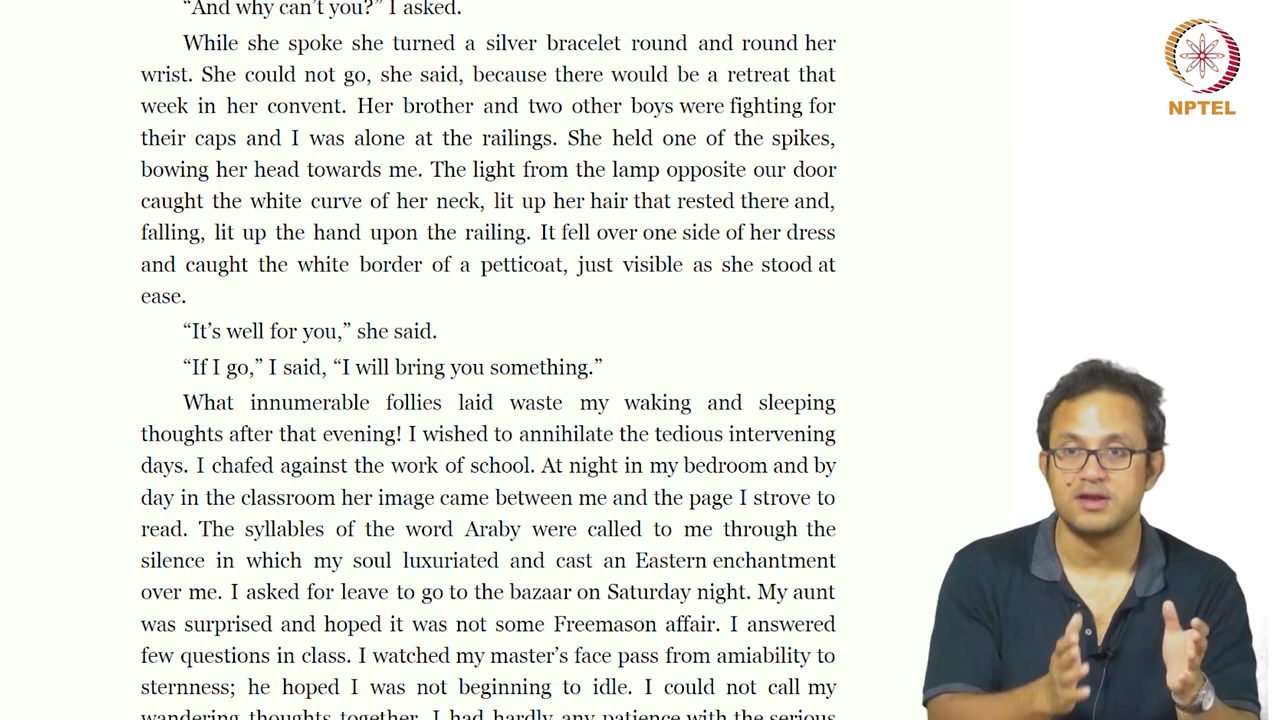 “And why can’t you?” I asked.
While she spoke she turned a silver bracelet round and round her
wrist. She could not go, she said, because there would be a retreat that
week in her convent. Her brother and two other boys were fighting for
their caps and I was alone at the railings. She held one of the spikes,
bowing her head towards me. The light from the lamp opposite our door
caught the white curve of her neck, lit up her hair that rested there and,
falling, lit up the hand upon the railing. It fell over one side of her dress
and caught the white border of a petticoat, just visible as she stood at
ease.
“It’s well for you,” she said.
“If I go,” I said, “I will bring you something.”
What innumerable follies laid waste my waking and sleeping
thoughts after that evening! I wished to annihilate the tedious intervening
days. I chafed against the work of school. At night in my bedroom and by
day in the classroom her image came between me and the page I strove to
read. The syllables of the word Araby were called to me through the
silence in which my soul luxuriated and cast an Eastern enchantment
over me. I asked for leave to go to the bazaar on Saturday night. My aunt
was surprised and hoped it was not some Freemason affair. I answered
few questions in class. I watched my master’s face pass from amiability to
sternness; he hoped I was not beginning to idle. I could not call my
wandering thoughts together. I had hardly any patience with the serious
NPTEL